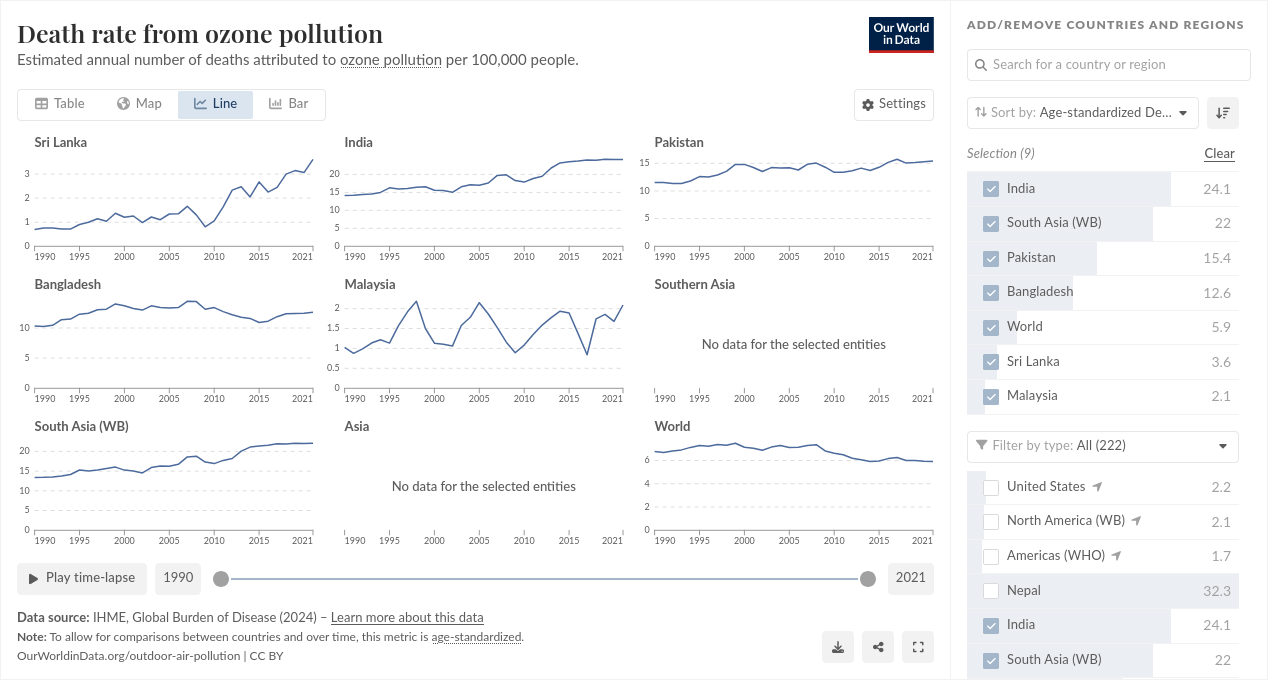 Death rate from ozone pollution
Estimated annual number of deaths attributed to ozone pollution per 100,000 people.
Our World
in Data
Table
Map
Line
Bar
Settings
Sri Lanka
3
2
1
0
1990 1995 2000 2005 2010 2015 2021
India
20
15
10
5
0
1990 1995 2000 2005 2010 2015 2021
Pakistan
15
10
5
0
1990 1995 2000 2005 2010 2015 2021
Bangladesh
10
5
0
1990 1995 2000 2005 2010 2015 2021
Malaysia
2
1.5
1
0.5
0
1990 1995 2000 2005 2010 2015 2021
Southern Asia
No data for the selected entities
1990 1995 2000 2005 2010 2015 2021
South Asia (WB)
20
15
10
5
0
1990 1995 2000 2005 2010 2015 2021
Asia
No data for the selected entities
1990 1995 2000 2005 2010 2015 2021
World
6
4
2
0
1990 1995 2000 2005 2010 2015 2021
Play time-lapse
1990
2021
Data source: IHME, Global Burden of Disease (2024) – Learn more about this data
Note: To allow for comparisons between countries and over time, this metric is age-standardized.
OurWorldinData.org/outdoor-air-pollution | CC BY
ADD/REMOVE COUNTRIES AND REGIONS
Search for a country or region
Sort by: Age-standardized De...
Selection (9)
Clear
India 24.1
South Asia (WB) 22
Pakistan 15.4
Bangladesh 12.6
World 5.9
Sri Lanka 3.6
Malaysia 2.1
Filter by type: All (222)
United States 2.2
North America (WB) 2.1
Americas (WHO) 1.7
Nepal 32.3
India 24.1
South Asia (WB) 22